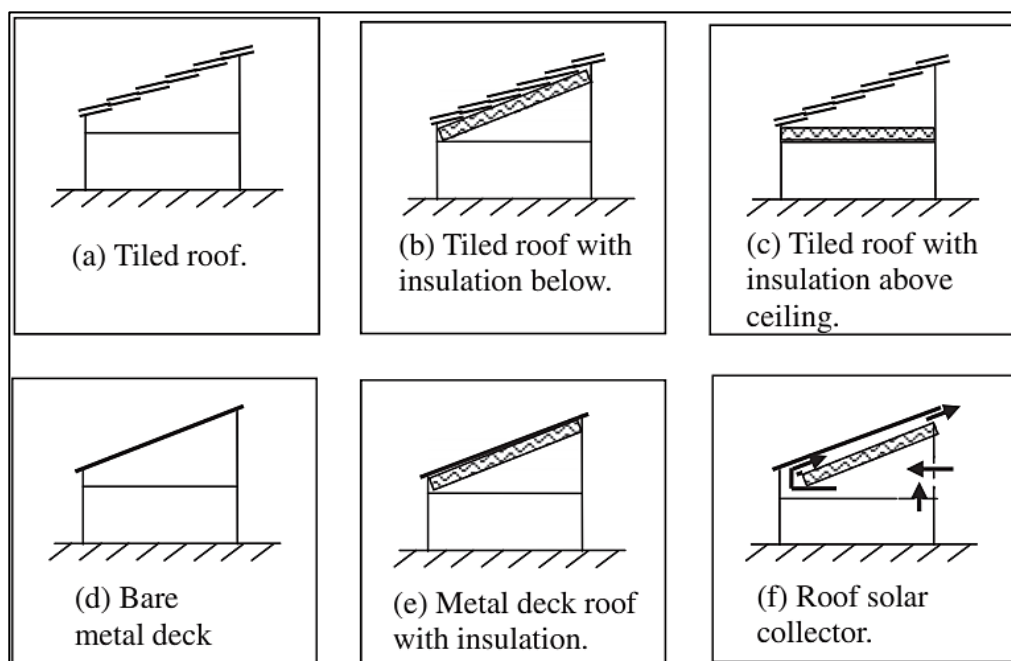 (a) Tiled roof.
(b) Tiled roof with
insulation below.
(c) Tiled roof with
insulation above
ceiling.
(d) Bare
metal deck
(e) Metal deck roof
with insulation.
(f) Roof solar
collector.